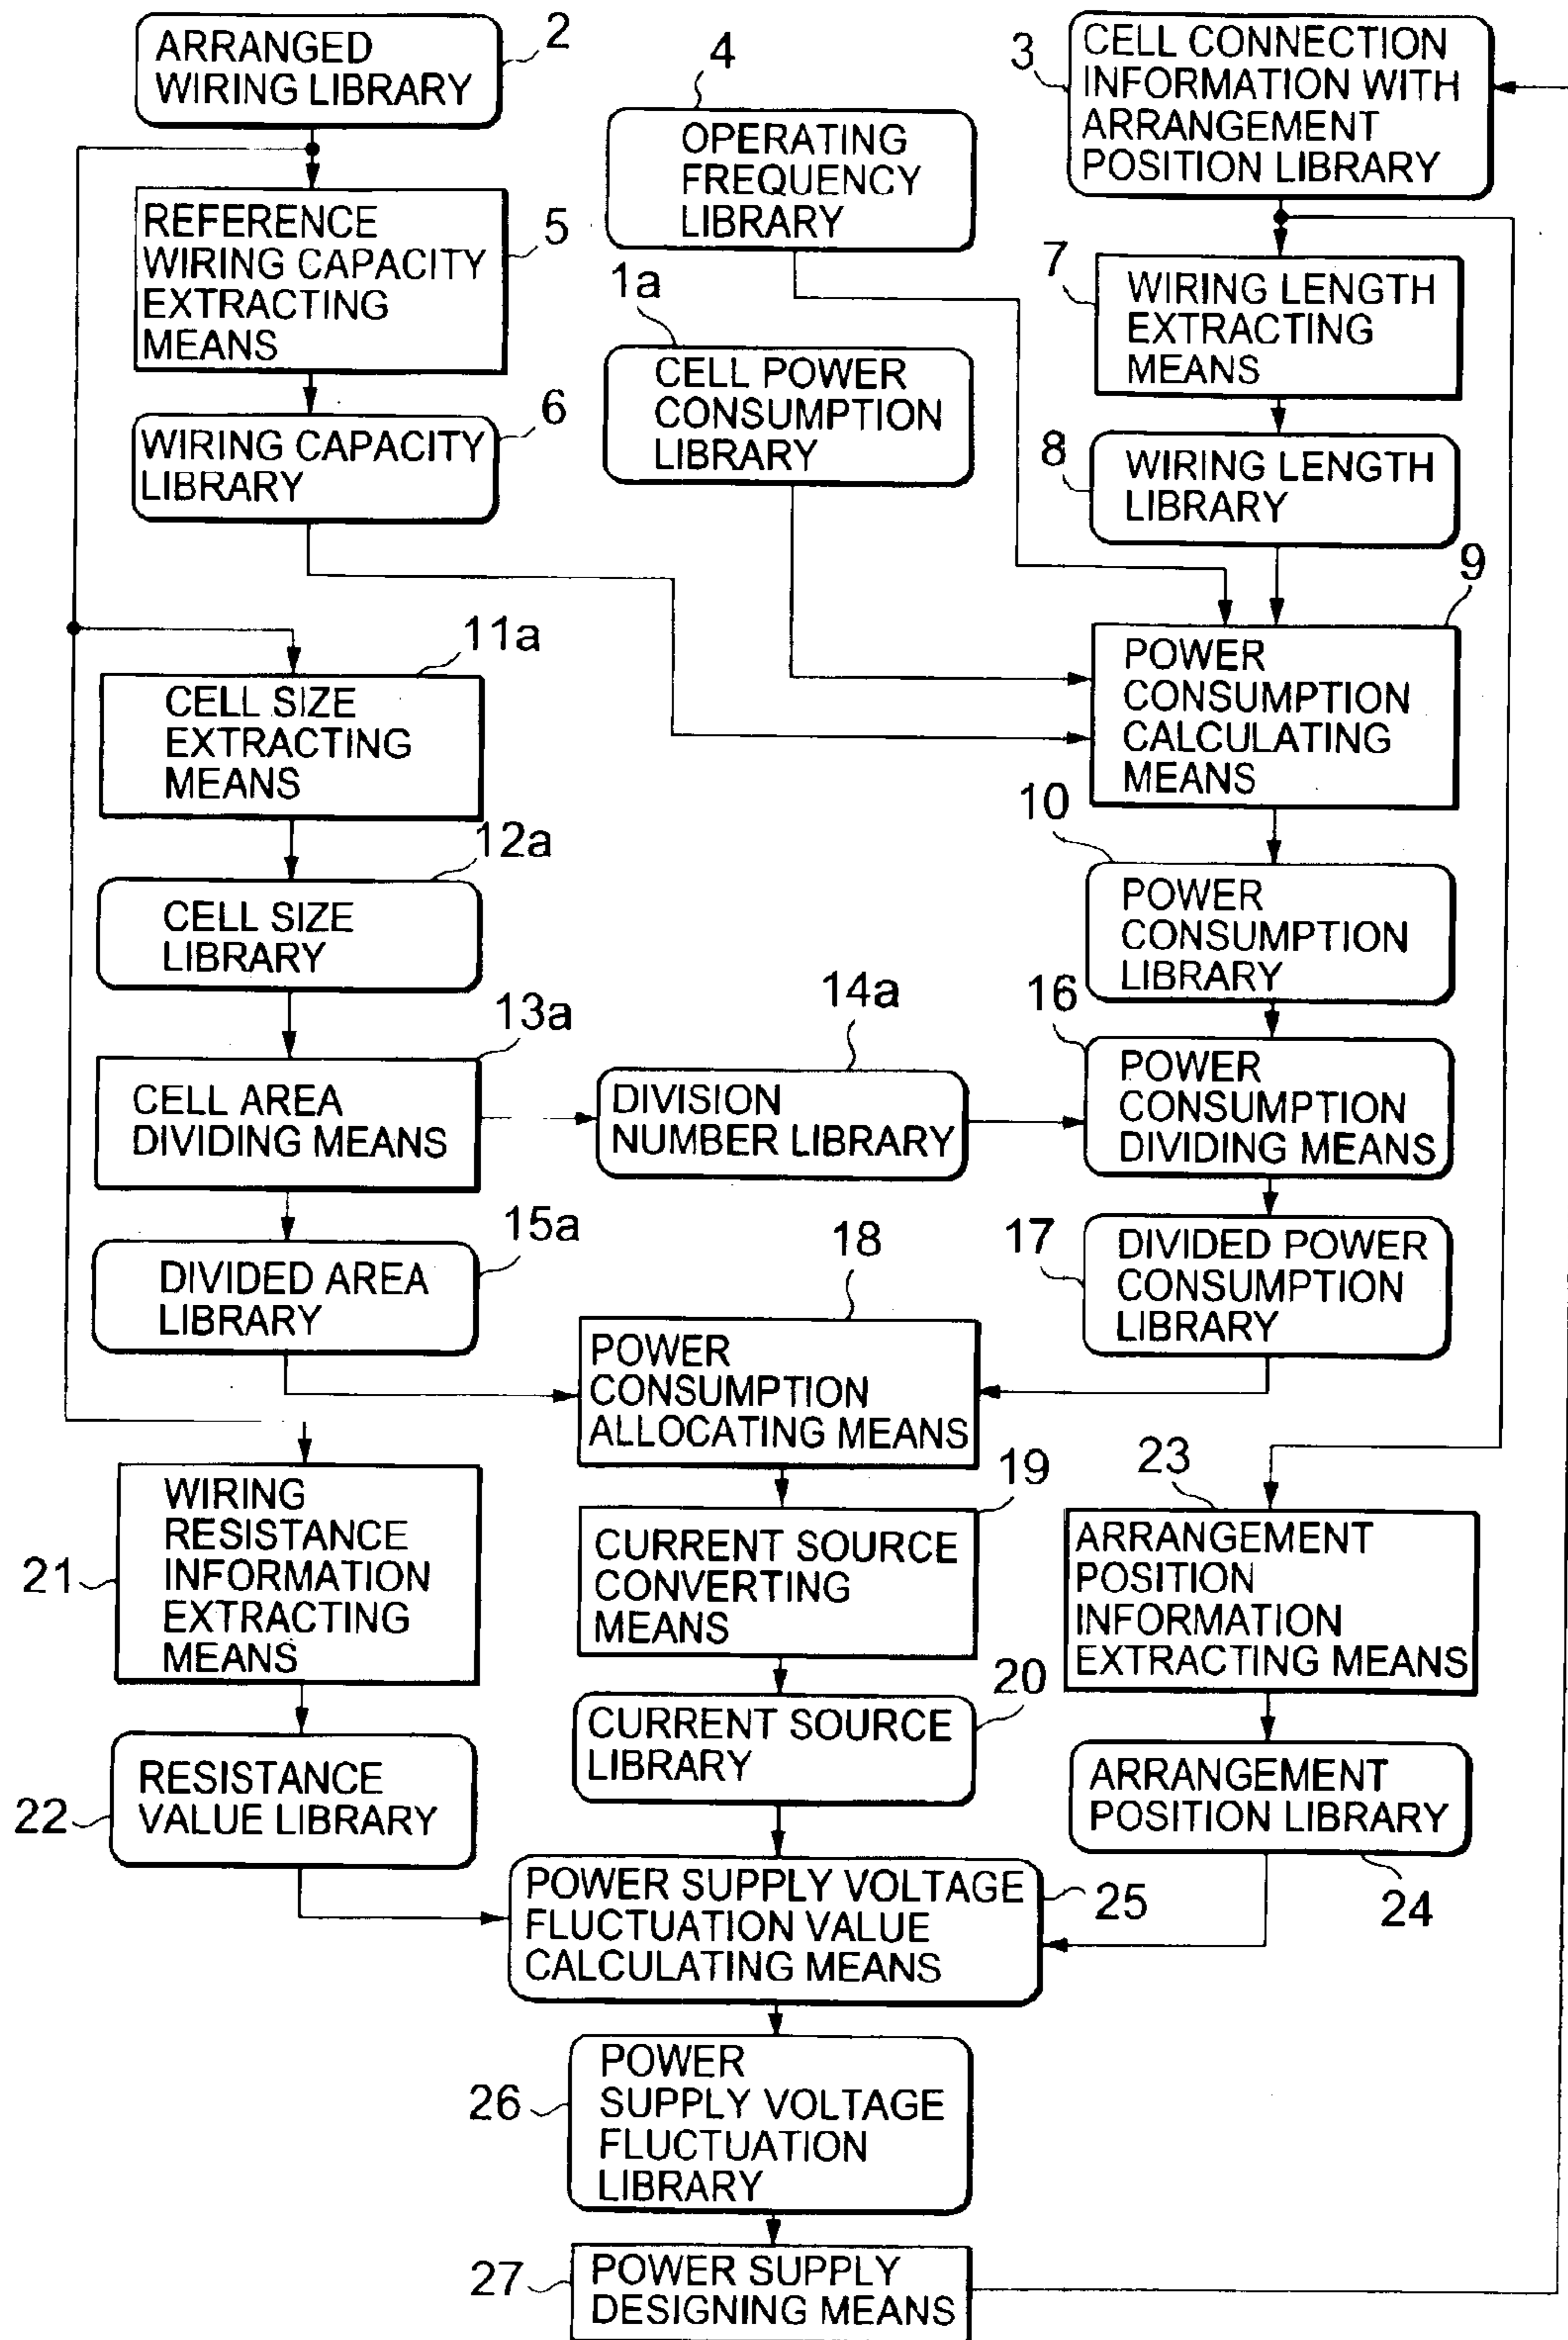 ARRANGED
WIRING LIBRARY
2
4
OPERATING
FREQUENCY
LIBRARY
3
CELL CONNECTION
INFORMATION WITH
ARRANGEMENT
POSITION LIBRARY
REFERENCE
WIRING CAPACITY
EXTRACTING
MEANS
5
1a
CELL POWER
CONSUMPTION
LIBRARY
7
WIRING LENGTH
EXTRACTING
MEANS
6
WIRING CAPACITY
LIBRARY
8
WIRING LENGTH
LIBRARY
9
POWER
CONSUMPTION
CALCULATING
MEANS
11a
CELL SIZE
EXTRACTING
MEANS
12a
CELL SIZE
LIBRARY
10
POWER
CONSUMPTION
LIBRARY
13a
CELL AREA
DIVIDING MEANS
14a
DIVISION
NUMBER LIBRARY
16
POWER
CONSUMPTION
DIVIDING MEANS
15a
DIVIDED AREA
LIBRARY
17
DIVIDED POWER
CONSUMPTION
LIBRARY
18
POWER
CONSUMPTION
ALLOCATING MEANS
21
WIRING
RESISTANCE
INFORMATION
EXTRACTING
MEANS
19
CURRENT SOURCE
CONVERTING
MEANS
23
ARRANGEMENT
POSITION
INFORMATION
EXTRACTING MEANS
20
CURRENT SOURCE
LIBRARY
22
RESISTANCE
VALUE LIBRARY
ARRANGEMENT
POSITION LIBRARY
24
POWER SUPPLY VOLTAGE
FLUCTUATION VALUE
CALCULATING MEANS
25
26
POWER
SUPPLY VOLTAGE
FLUCTUATION
LIBRARY
27
POWER SUPPLY
DESIGNING MEANS